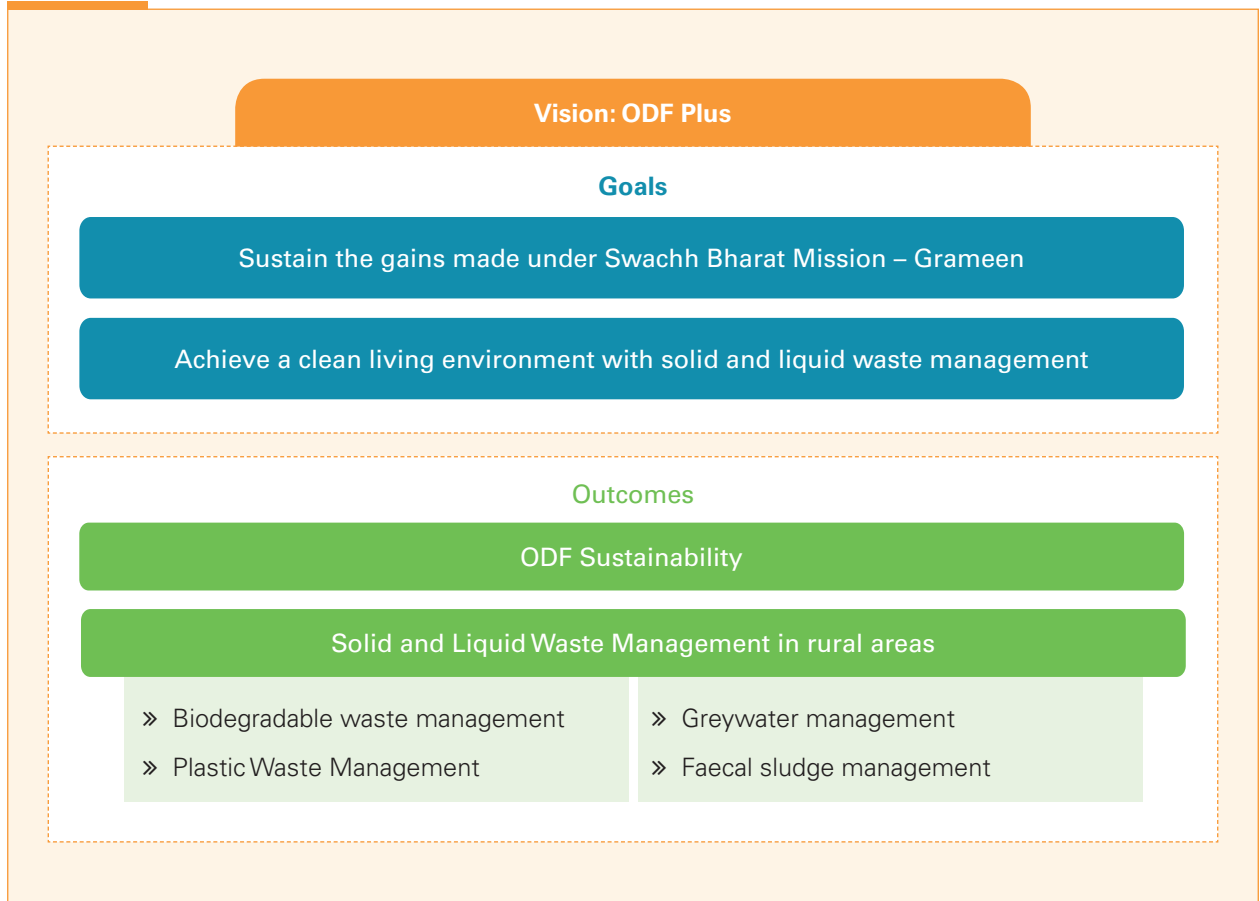 Vision: ODF Plus
Goals
Sustain the gains made under Swachh Bharat Mission – Grameen
Achieve a clean living environment with solid and liquid waste management
Outcomes
ODF Sustainability
Solid and Liquid Waste Management in rural areas
» Biodegradable waste management
» Plastic Waste Management
» Greywater management
» Faecal sludge management